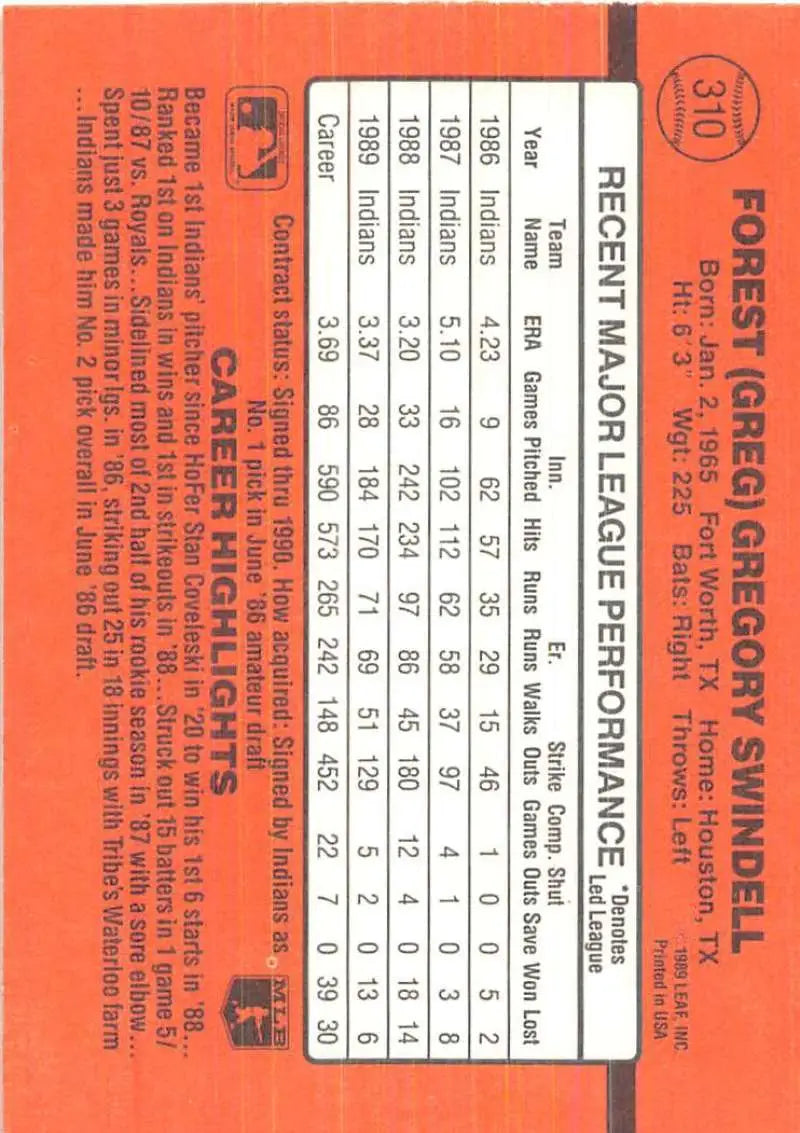 310
FOREST (GREG) GREGORY SWINDELL
Born: Jan. 2, 1965 Fort Worth, TX Home: Houston, TX
Ht: 6'3" Wgt: 225 Bats: Right Throws: Left
© 1989 LEAF, INC.
Printed in USA
RECENT MAJOR LEAGUE PERFORMANCE
*Denotes
Led League
Team Inn. Er. Strike Comp. Shut
Year Name ERA Games Pitched Hits Runs Runs Walks Outs Games Outs Save Won Lost
1986 Indians 4.23 9 62 57 35 29 15 46 1 0 0 5 2
1987 Indians 5.10 16 102 112 62 58 37 97 4 1 0 3 8
1988 Indians 3.20 33 242 234 97 86 45 180 12 4 0 18 14
1989 Indians 3.37 28 184 170 71 69 51 129 5 2 0 13 6
Career 3.69 86 590 573 265 242 148 452 22 7 0 39 30
Contract status: Signed thru 1990. How acquired: Signed by Indians as
No. 1 pick in June '86 amateur draft
MLB
CAREER HIGHLIGHTS
Became 1st Indians' pitcher since HoFer Stan Coveleski in '20 to win his 1st 6 starts in '88...
Ranked 1st on Indians in wins and 1st in strikeouts in '88...Struck out 15 batters in 1 game 5/
10/87 vs. Royals...Sidelined most of 2nd half of his rookie season in '87 with a sore elbow...
Spent just 3 games in minor lgs. in '86, striking out 25 in 18 innings with Tribe's Waterloo farm
...Indians made him No. 2 pick overall in June '86 draft.